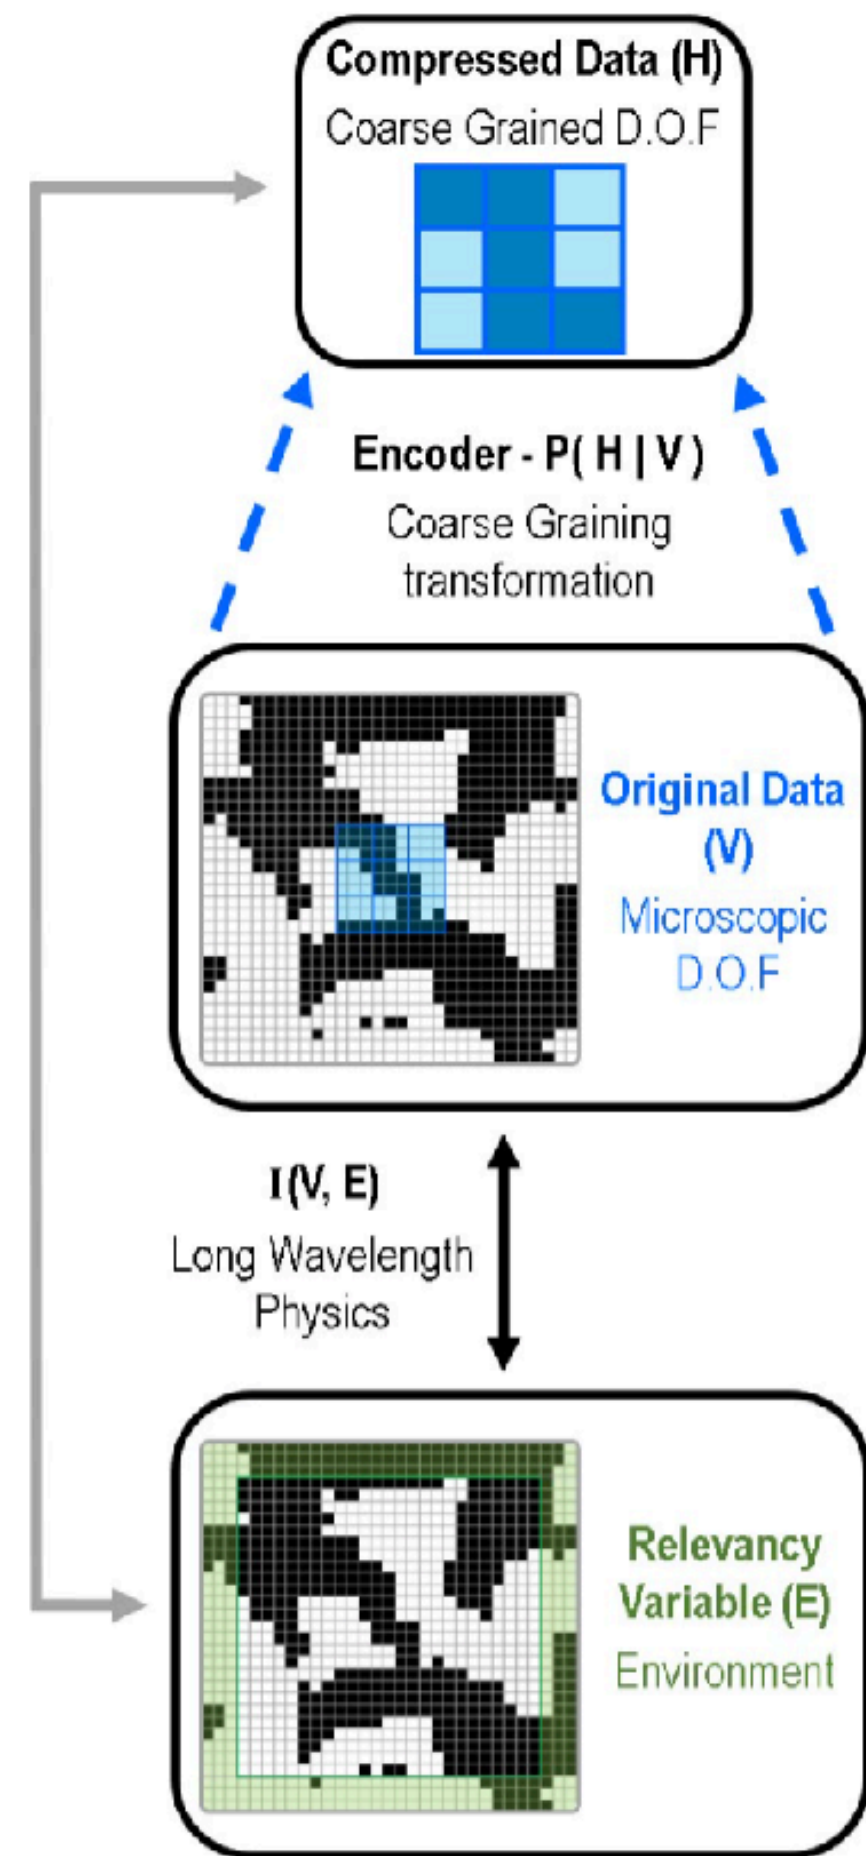 Compressed Data (H)
Coarse Grained D.O.F
Encoder - P( H | V )
Coarse Graining
transformation
Original Data
(V)
Microscopic
D.O.F
I(V, E)
Long Wavelength
Physics
Relevancy
Variable (E)
Environment